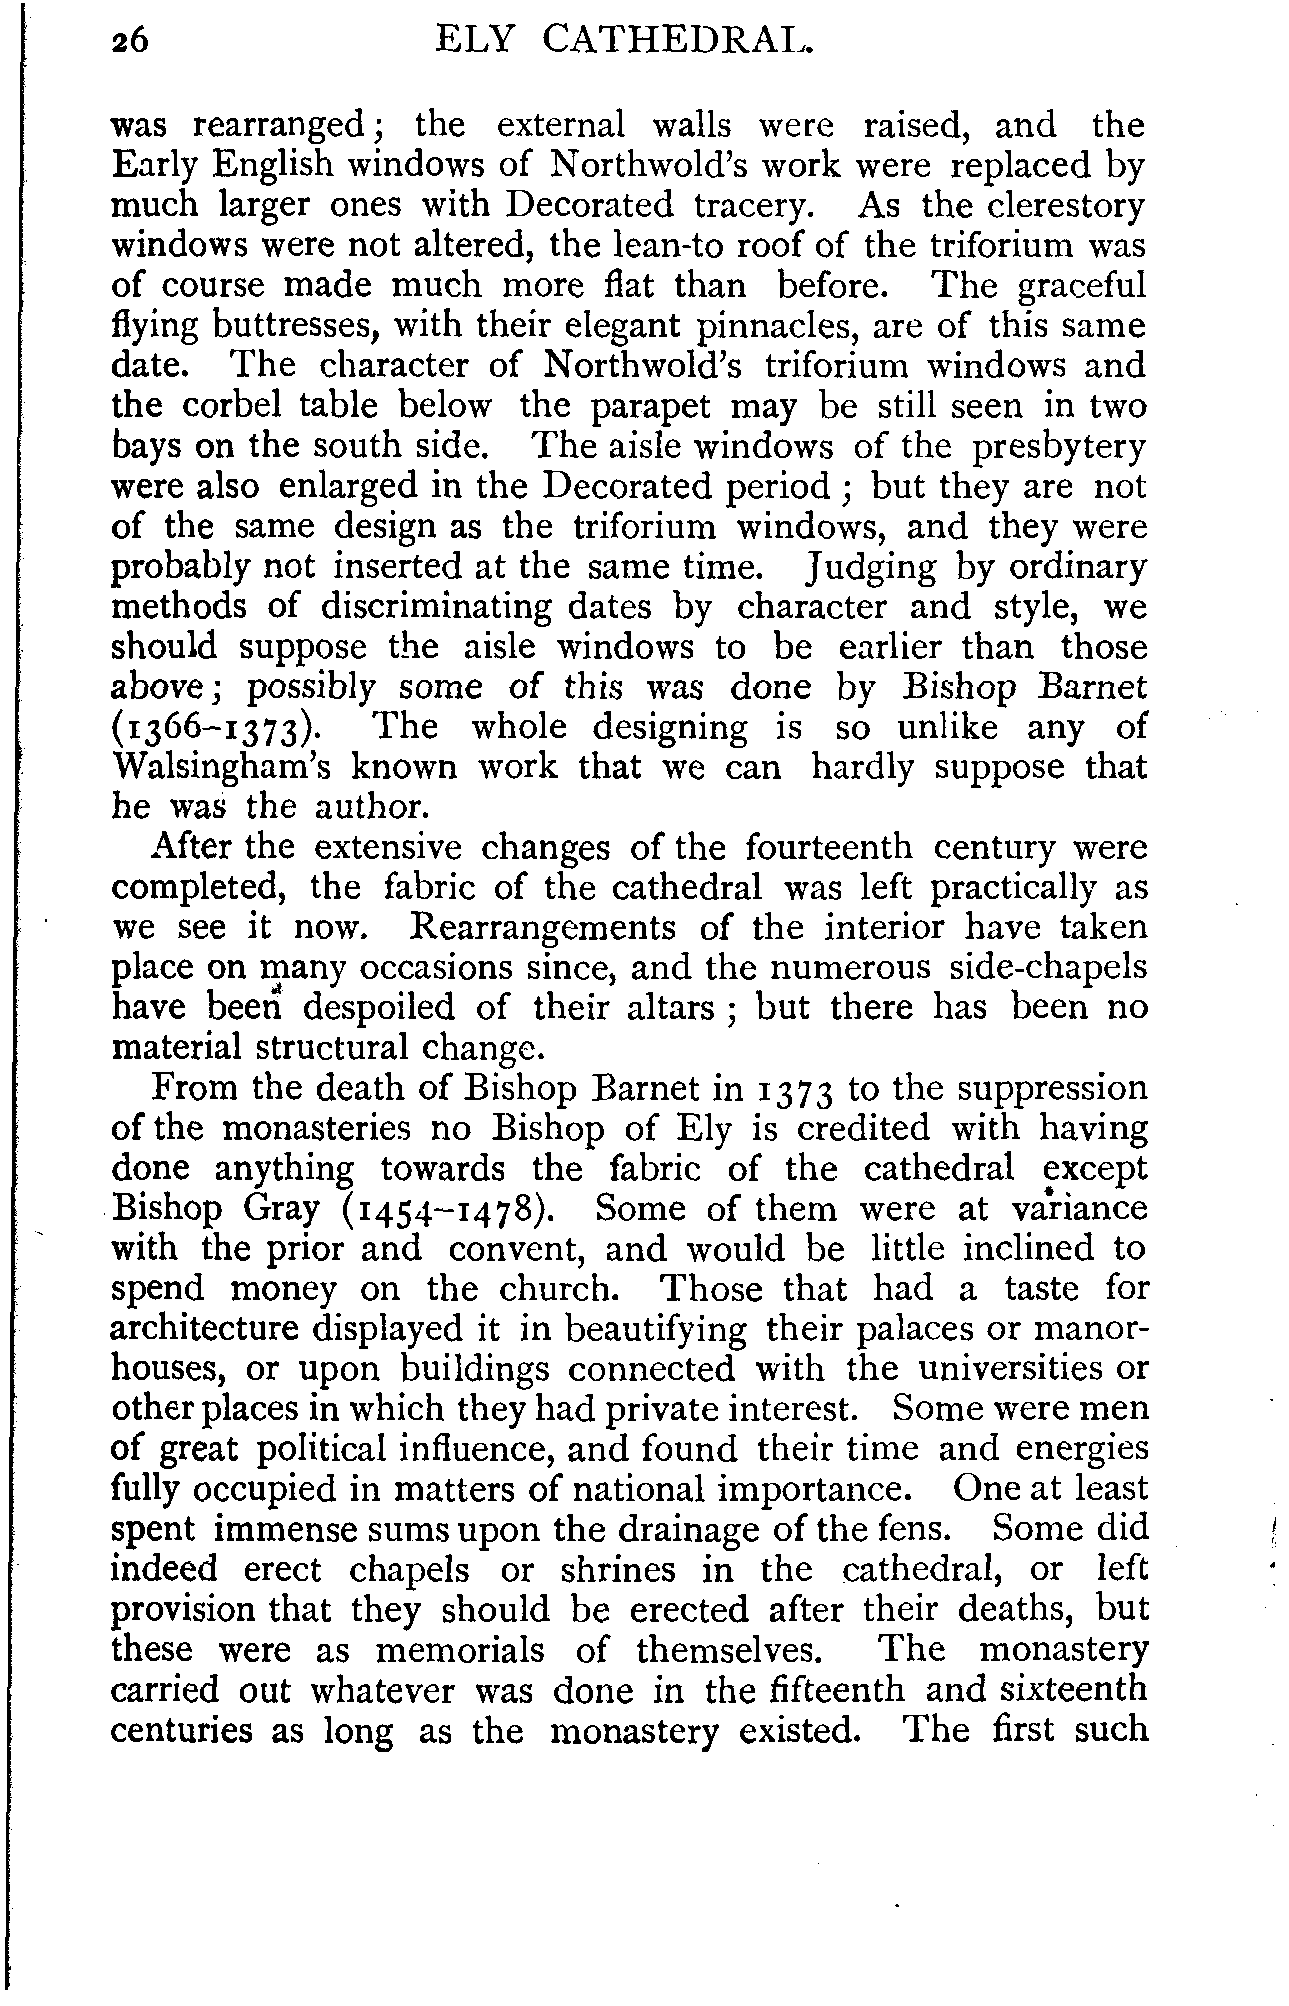 26 ELY CATHEDRAL.
was rearranged; the external walls were raised, and the
Early English windows of Northwold's work were replaced by
much larger ones with Decorated tracery. As the clerestory
windows were not altered, the lean-to roof of the triforium was
of course made much more flat than before. The graceful
flying buttresses, with their elegant pinnacles, are of this same
date. The character of Northwold's triforium windows and
the corbel table below the parapet may be still seen in two
bays on the south side. The aisle windows of the presbytery
were also enlarged in the Decorated period; but they are not
of the same design as the triforium windows, and they were
probably not inserted at the same time. Judging by ordinary
methods of discriminating dates by character and style, we
should suppose the aisle windows to be earlier than those
above; possibly some of this was done by Bishop Barnet
(1366–1373). The whole designing is so unlike any of
Walsingham's known work that we can hardly suppose that
he was the author.
After the extensive changes of the fourteenth century were
completed, the fabric of the cathedral was left practically as
we see it now. Rearrangements of the interior have taken
place on many occasions since, and the numerous side-chapels
have been despoiled of their altars; but there has been no
material structural change.
From the death of Bishop Barnet in 1373 to the suppression
of the monasteries no Bishop of Ely is credited with having
done anything towards the fabric of the cathedral except
Bishop Gray (1454–1478). Some of them were at variance
with the prior and convent, and would be little inclined to
spend money on the church. Those that had a taste for
architecture displayed it in beautifying their palaces or manor-
houses, or upon buildings connected with the universities or
other places in which they had private interest. Some were men
of great political influence, and found their time and energies
fully occupied in matters of national importance. One at least
spent immense sums upon the drainage of the fens. Some did
indeed erect chapels or shrines in the cathedral, or left
provision that they should be erected after their deaths, but
these were as memorials of themselves. The monastery
carried out whatever was done in the fifteenth and sixteenth
centuries as long as the monastery existed. The first such